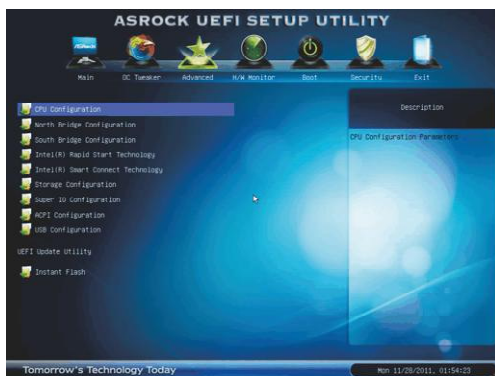 ASROCK UEFI SETUP UTILITY
ASRock
Main OC Tweaker Advanced H/W Monitor Boot Security Exit
CPU Configuration
North Bridge Configuration
South Bridge Configuration
Intel(R) Rapid Start Technology
Intel(R) Smart Connect Technology
Storage Configuration
Super IO Configuration
ACPI Configuration
USB Configuration
UEFI Update Utility
Instant Flash
Description
CPU Configuration Parameters
Tomorrow's Technology Today
Mon 11/28/2011, 01:54:23